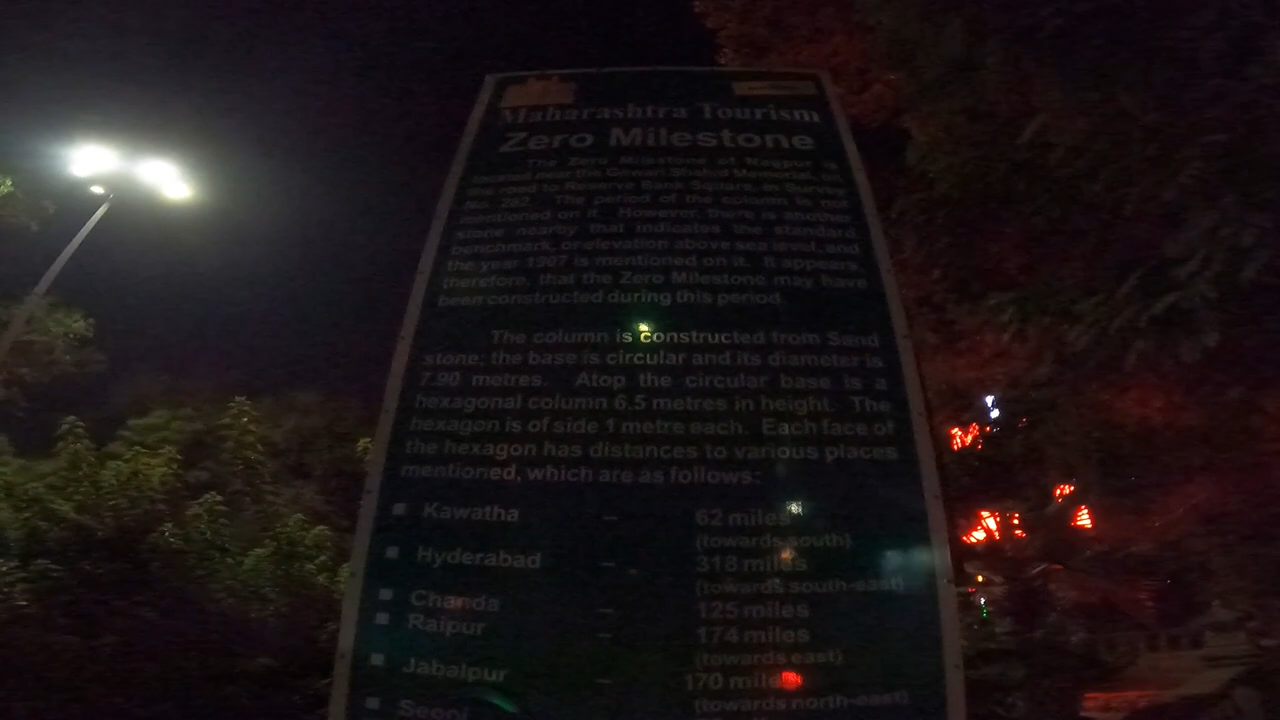 Maharashtra Tourism
Zero Milestone
The Zero Milestone of Nagpur is
near the Gowari Shahid Memorial, on
the road to Reserve Bank Square, in Survey
No. 282. The period of the column is not
mentioned on it. However, there is another
stone nearby that indicates the standard
benchmark, or elevation above sea level, and
the year 1907 is mentioned on it. It appears,
therefore, that the Zero Milestone may have
been constructed during this period.
The column is constructed from Sand
stone; the base is circular and its diameter is
7.90 metres. Atop the circular base is a
hexagonal column 6.5 metres in height. The
hexagon is of side 1 metre each. Each face of
the hexagon has distances to various places
mentioned, which are as follows:
Kawatha – 62 miles
(towards south)
Hyderabad – 318 miles
(towards south-east)
Chanda – 125 miles
Raipur 174 miles
(towards east)
Jabalpur 170 miles
(towards north-east)
Seoni